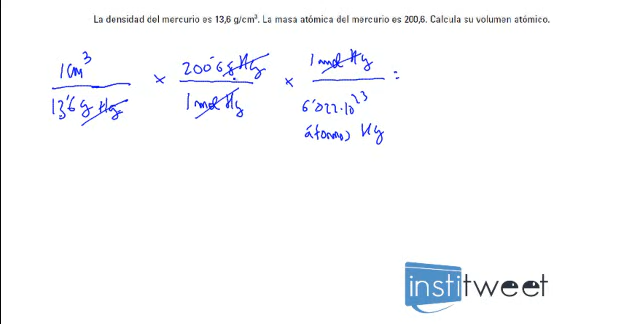 La densidad del mercurio es 13,6 g/cm³. La masa atómica del mercurio es 200,6. Calcula su volumen atómico.
1 cm³ / 13'6 g Hg × 200'6 g Hg / 1 mol Hg × 1 mol Hg / 6'022·10²³ átomos Hg =
institweet